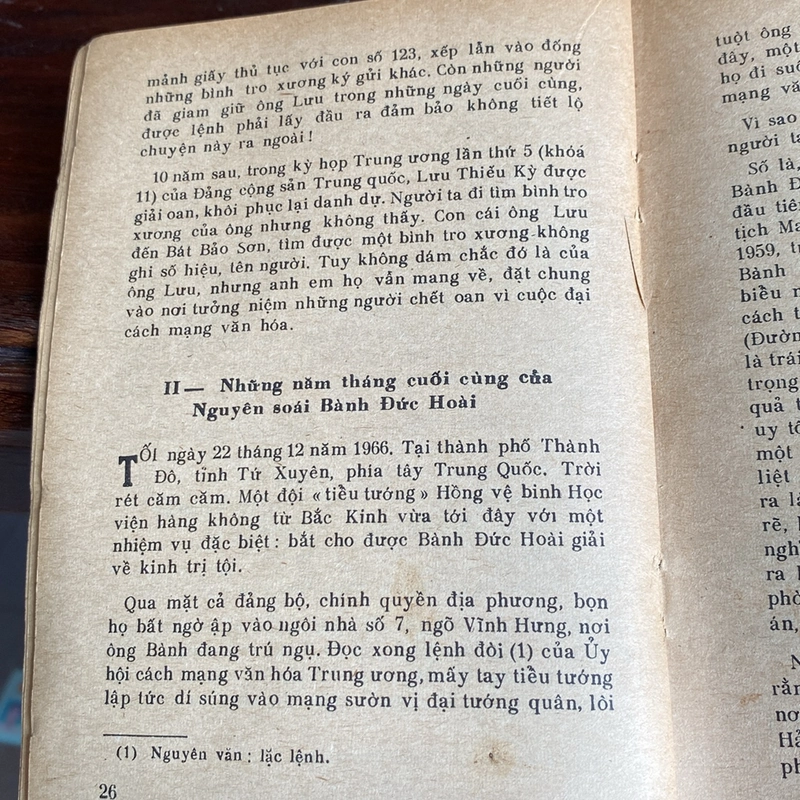 mảnh giấy thủ tục với con số 123, xếp lẫn vào đống
những bình tro xương ký gửi khác. Còn những người
đã giam giữ ông Lưu trong những ngày cuối cùng,
được lệnh phải lấy đầu ra đảm bảo không tiết lộ
chuyện này ra ngoài !
10 năm sau, trong kỳ họp Trung ương lần thứ 5 (khóa
11) của Đảng cộng sản Trung quốc, Lưu Thiếu Kỳ được
giải oan, khôi phục lại danh dự. Người ta đi tìm bình tro
xương của ông nhưng không thấy. Con cái ông Lưu
đến Bát Bảo Sơn, tìm được một bình tro xương không
ghi số hiệu, tên người. Tuy không dám chắc đó là của
ông Lưu, nhưng anh em họ vẫn mang về, đặt chung
vào nơi tưởng niệm những người chết oan vì cuộc đại
cách mạng văn hóa.
II — Những năm tháng cuối cùng của
Nguyên soái Bành Đức Hoài
TỐI ngày 22 tháng 12 năm 1966. Tại thành phố Thành
Đô, tỉnh Tứ Xuyên, phía tây Trung Quốc. Trời
rét căm căm. Một đội «tiểu tướng» Hồng vệ binh Học
viện hàng không từ Bắc Kinh vừa tới đây với một
nhiệm vụ đặc biệt : bắt cho được Bành Đức Hoài giải
về kinh trị tội.
Qua mặt cả đảng bộ, chính quyền địa phương, bọn
họ bất ngờ ập vào ngôi nhà số 7, ngõ Vĩnh Hưng, nơi
ông Bành đang trú ngụ. Đọc xong lệnh đòi (1) của Ủy
hội cách mạng văn hóa Trung ương, mấy tay tiểu tướng
lập tức dí súng vào mạng sườn vị đại tướng quân, lôi
(1) Nguyên văn : lặc lệnh.
26
tuột ông
đây, một
họ đi suố
mạng vă
Vì sao
người ta
Số là,
Bành Đ
đầu tiên
tịch Ma
1959, tr
Bành
biểu n
cách t
(Đườn
là trái
trọng
quả t
uy tô
một
liệt
ra là
rẽ, l
nghĩ
ra l
phò
án,
N
rằn
nơ
Hả
ph